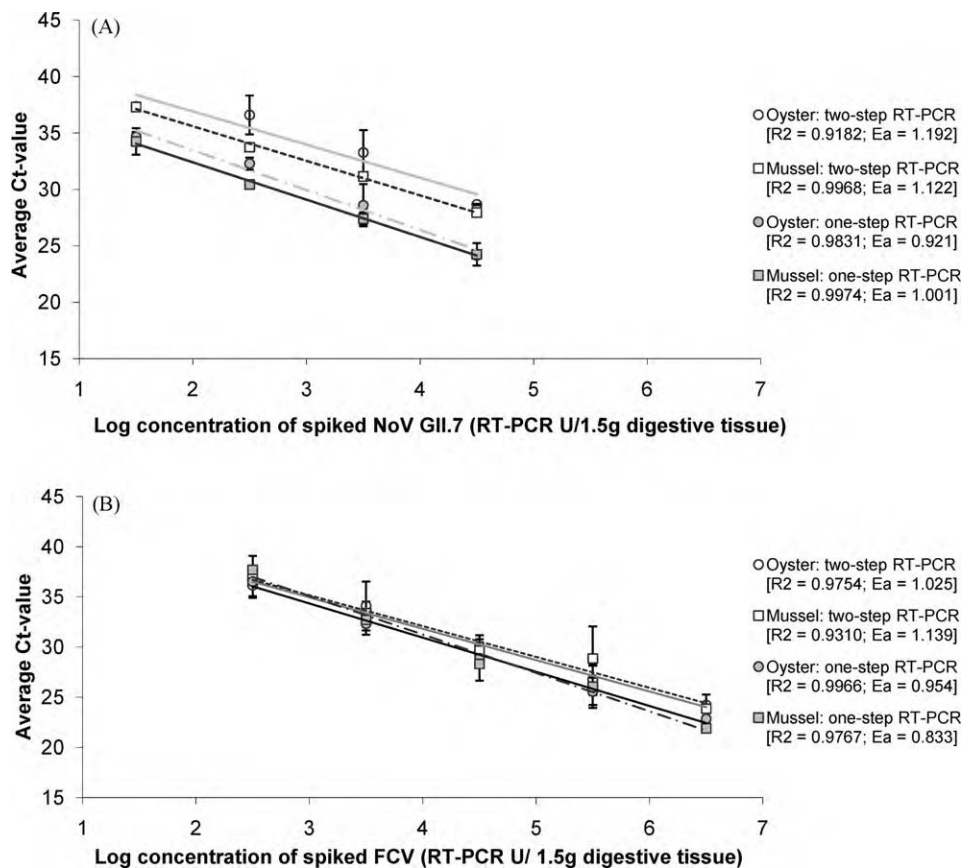 (A)
45
40
35
30
25
20
15
Average Ct-value
1 2 3 4 5 6 7
Log concentration of spiked NoV GII.7 (RT-PCR U/1.5g digestive tissue)
Oyster: two-step RT-PCR
[R2 = 0.9182; Ea = 1.192]
Mussel: two-step RT-PCR
[R2 = 0.9968; Ea = 1.122]
Oyster: one-step RT-PCR
[R2 = 0.9831; Ea = 0.921]
Mussel: one-step RT-PCR
[R2 = 0.9974; Ea = 1.001]
(B)
45
40
35
30
25
20
15
Average Ct-value
1 2 3 4 5 6 7
Log concentration of spiked FCV (RT-PCR U/ 1.5g digestive tissue)
Oyster: two-step RT-PCR
[R2 = 0.9754; Ea = 1.025]
Mussel: two-step RT-PCR
[R2 = 0.9310; Ea = 1.139]
Oyster: one-step RT-PCR
[R2 = 0.9966; Ea = 0.954]
Mussel: one-step RT-PCR
[R2 = 0.9767; Ea = 0.833]